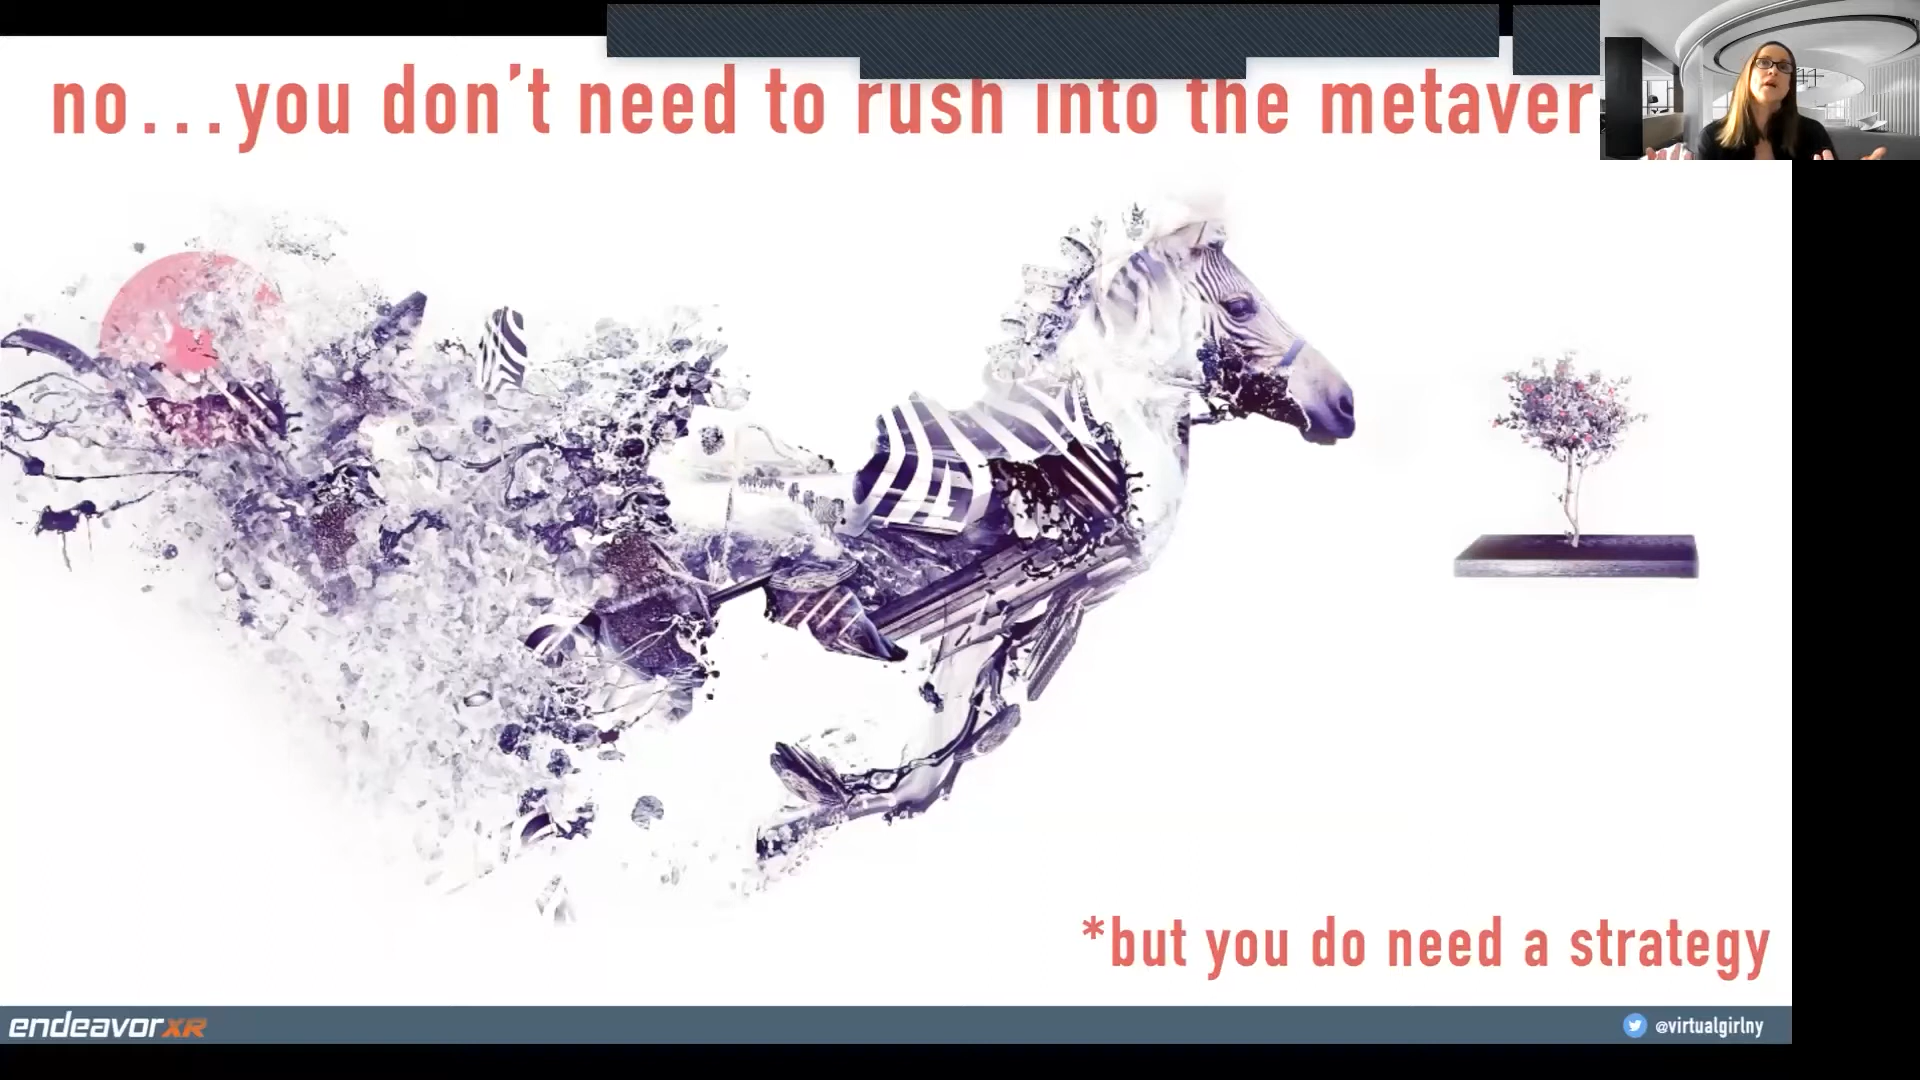 no...you don't need to rush into the metaver
*but you do need a strategy
endeavorXR
@virtualgirlny